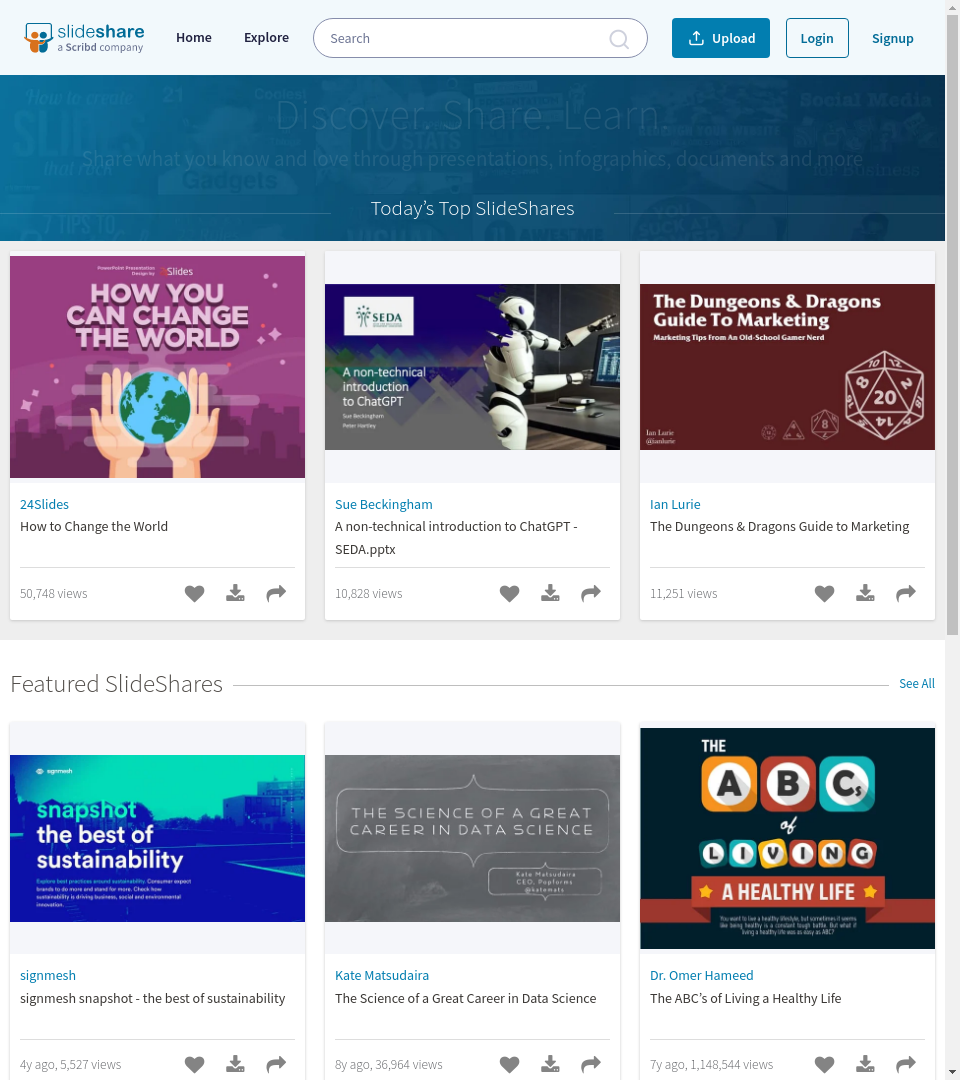 slideshare
a Scribd company
Home
Explore
Search
Upload
Login
Signup
Discover. Share. Learn.
Share what you know and love through presentations, infographics, documents and more
Today's Top SlideShares
PowerPoint Presentation
Design by
24Slides
HOW YOU
CAN CHANGE
THE WORLD
SEDA
A non-technical
introduction
to ChatGPT
Sue Beckingham
Peter Hartley
The Dungeons & Dragons
Guide To Marketing
Marketing Tips From An Old-School Gamer Nerd
20
8
Ian Lurie
@ianlurie
24Slides
How to Change the World
50,748 views
Sue Beckingham
A non-technical introduction to ChatGPT -
SEDA.pptx
10,828 views
Ian Lurie
The Dungeons & Dragons Guide to Marketing
11,251 views
Featured SlideShares
See All
signmesh
snapshot
the best of
sustainability
Explore best practices around sustainability. Consumer expect
brands to do more and stand for more. Check how
sustainability is driving business, social and environmental
innovation.
THE SCIENCE OF A GREAT
CAREER IN DATA SCIENCE
Kate Matsudaira
CEO, Popforms
@katemats
THE
A B Cs
of
LIVING
A HEALTHY LIFE
You want to live a healthy lifestyle, but sometimes it seems
like being healthy is a constant tough battle. But what if
living a healthy life was as easy as ABC?
signmesh
signmesh snapshot - the best of sustainability
4y ago, 5,527 views
Kate Matsudaira
The Science of a Great Career in Data Science
8y ago, 36,964 views
Dr. Omer Hameed
The ABC's of Living a Healthy Life
7y ago, 1,148,544 views